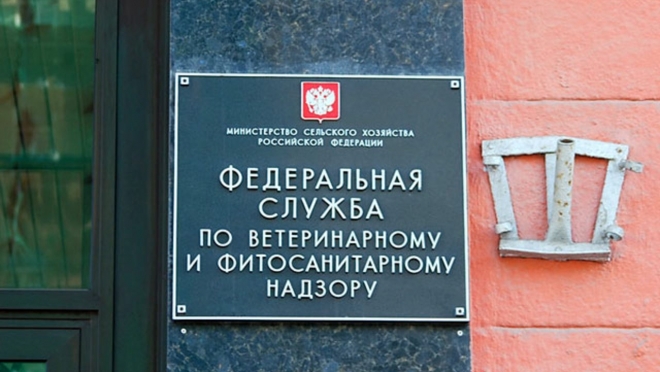 МИНИСТЕРСТВО СЕЛЬСКОГО ХОЗЯЙСТВА
РОССИЙСКОЙ ФЕДЕРАЦИИ
ФЕДЕРАЛЬНАЯ
СЛУЖБА
ПО ВЕТЕРИНАРНОМУ
И ФИТОСАНИТАРНОМУ
НАДЗОРУ